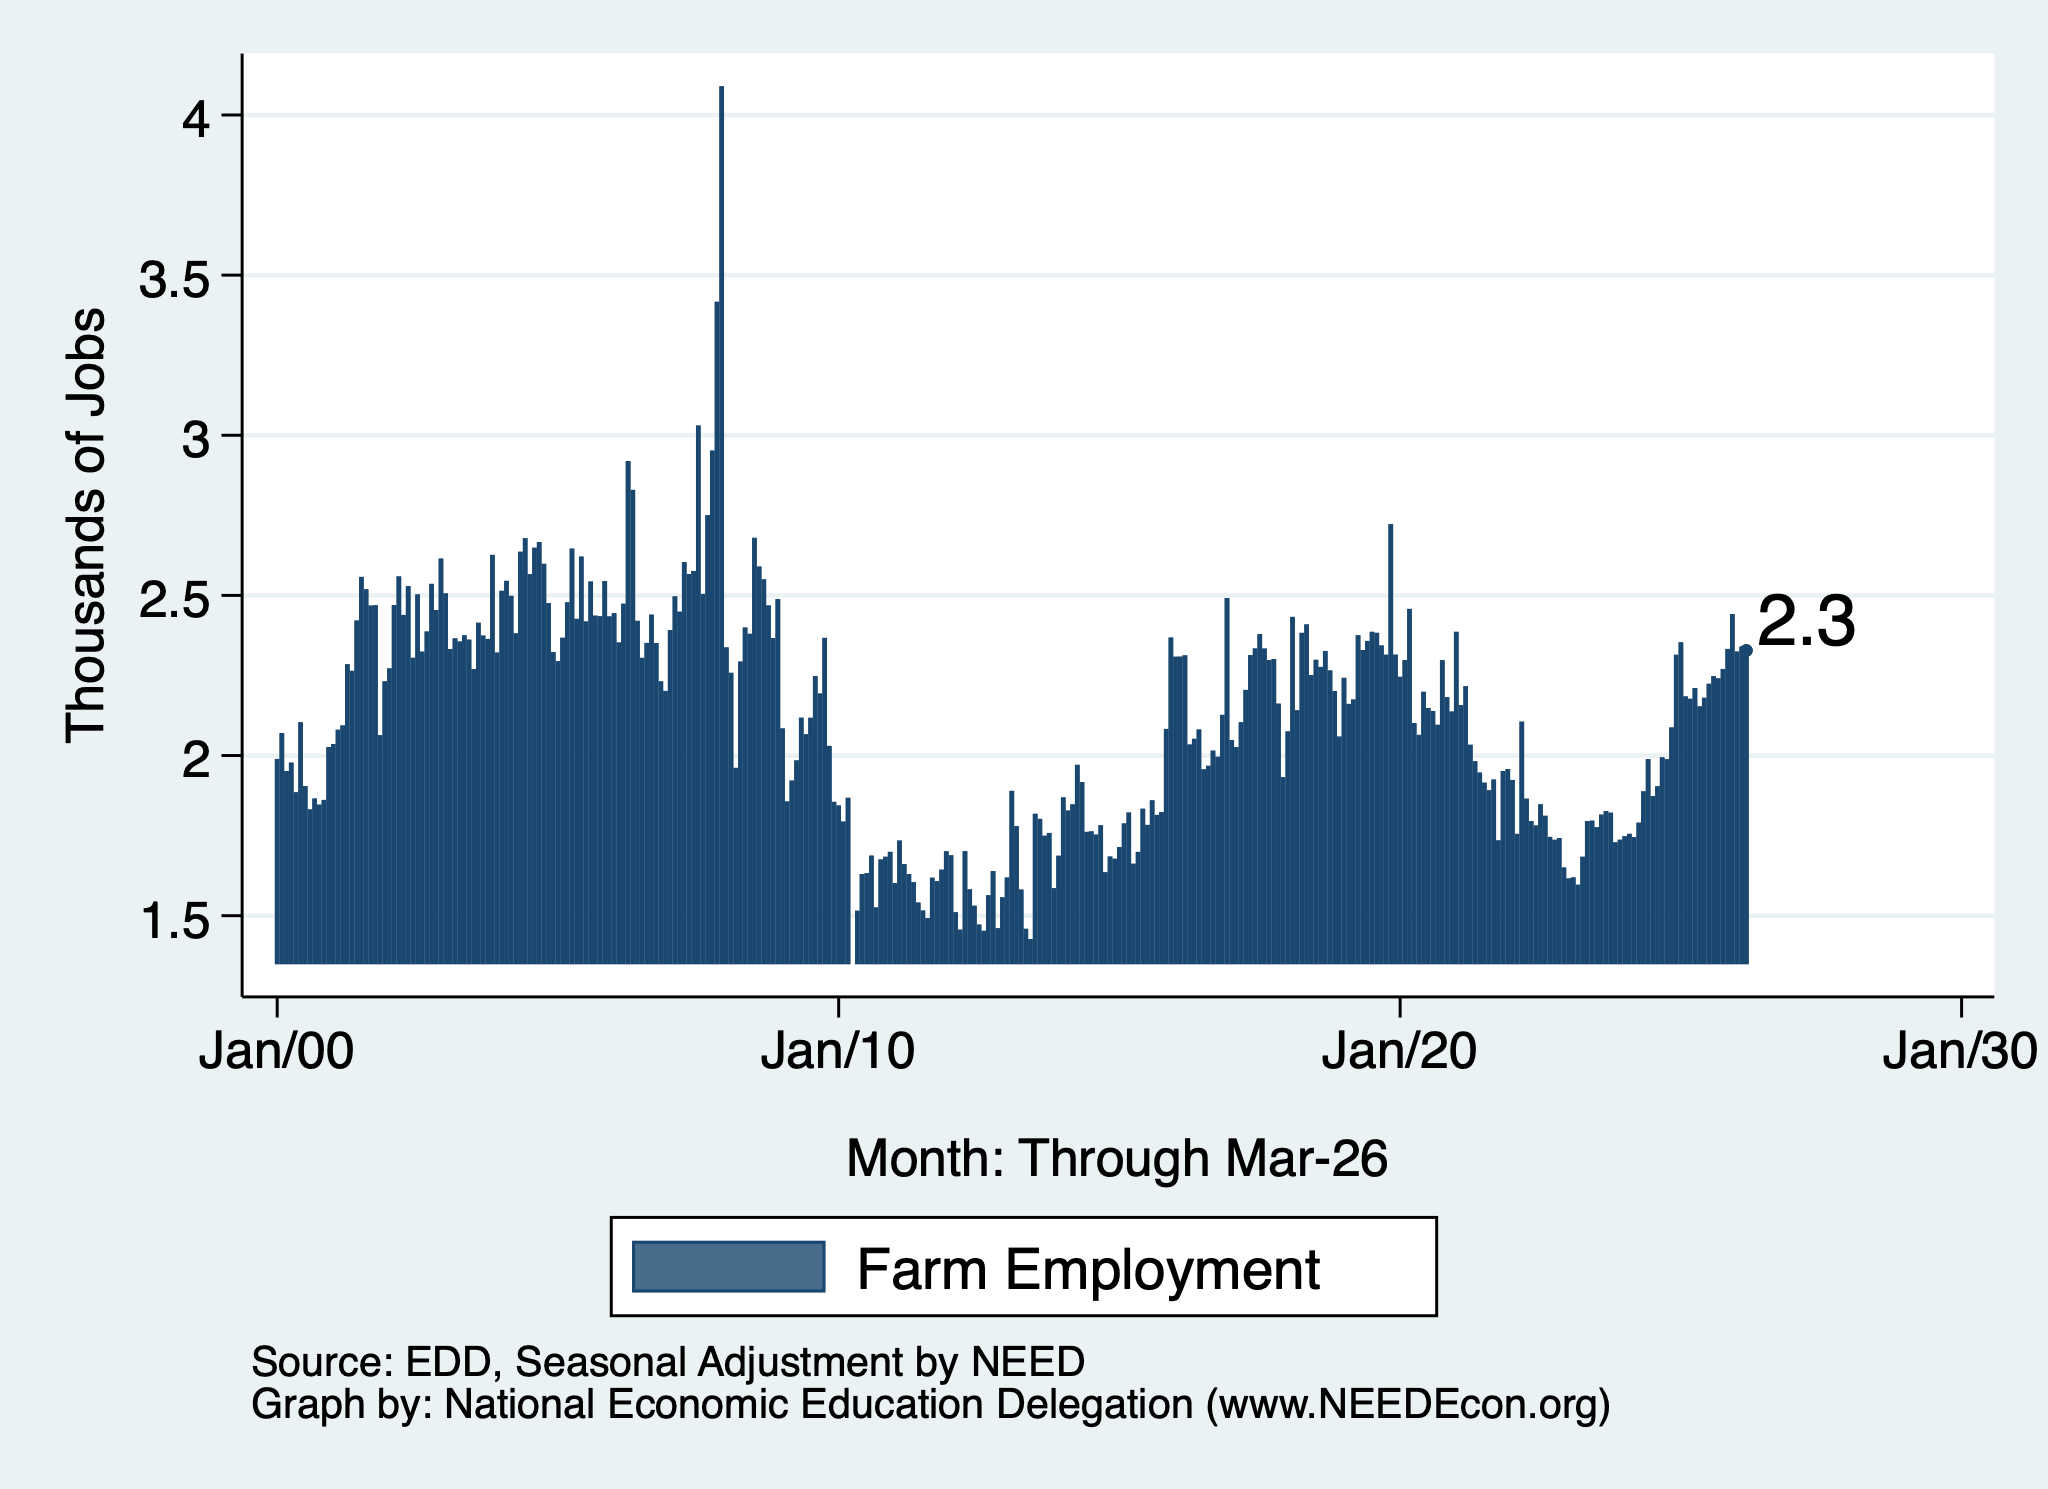 Thousands of Jobs
4
3.5
3
2.5
2
1.5
2.3
Jan/00 Jan/10 Jan/20 Jan/30
Month: Through Mar-26
Farm Employment
Source: EDD, Seasonal Adjustment by NEED
Graph by: National Economic Education Delegation (www.NEEDEcon.org)